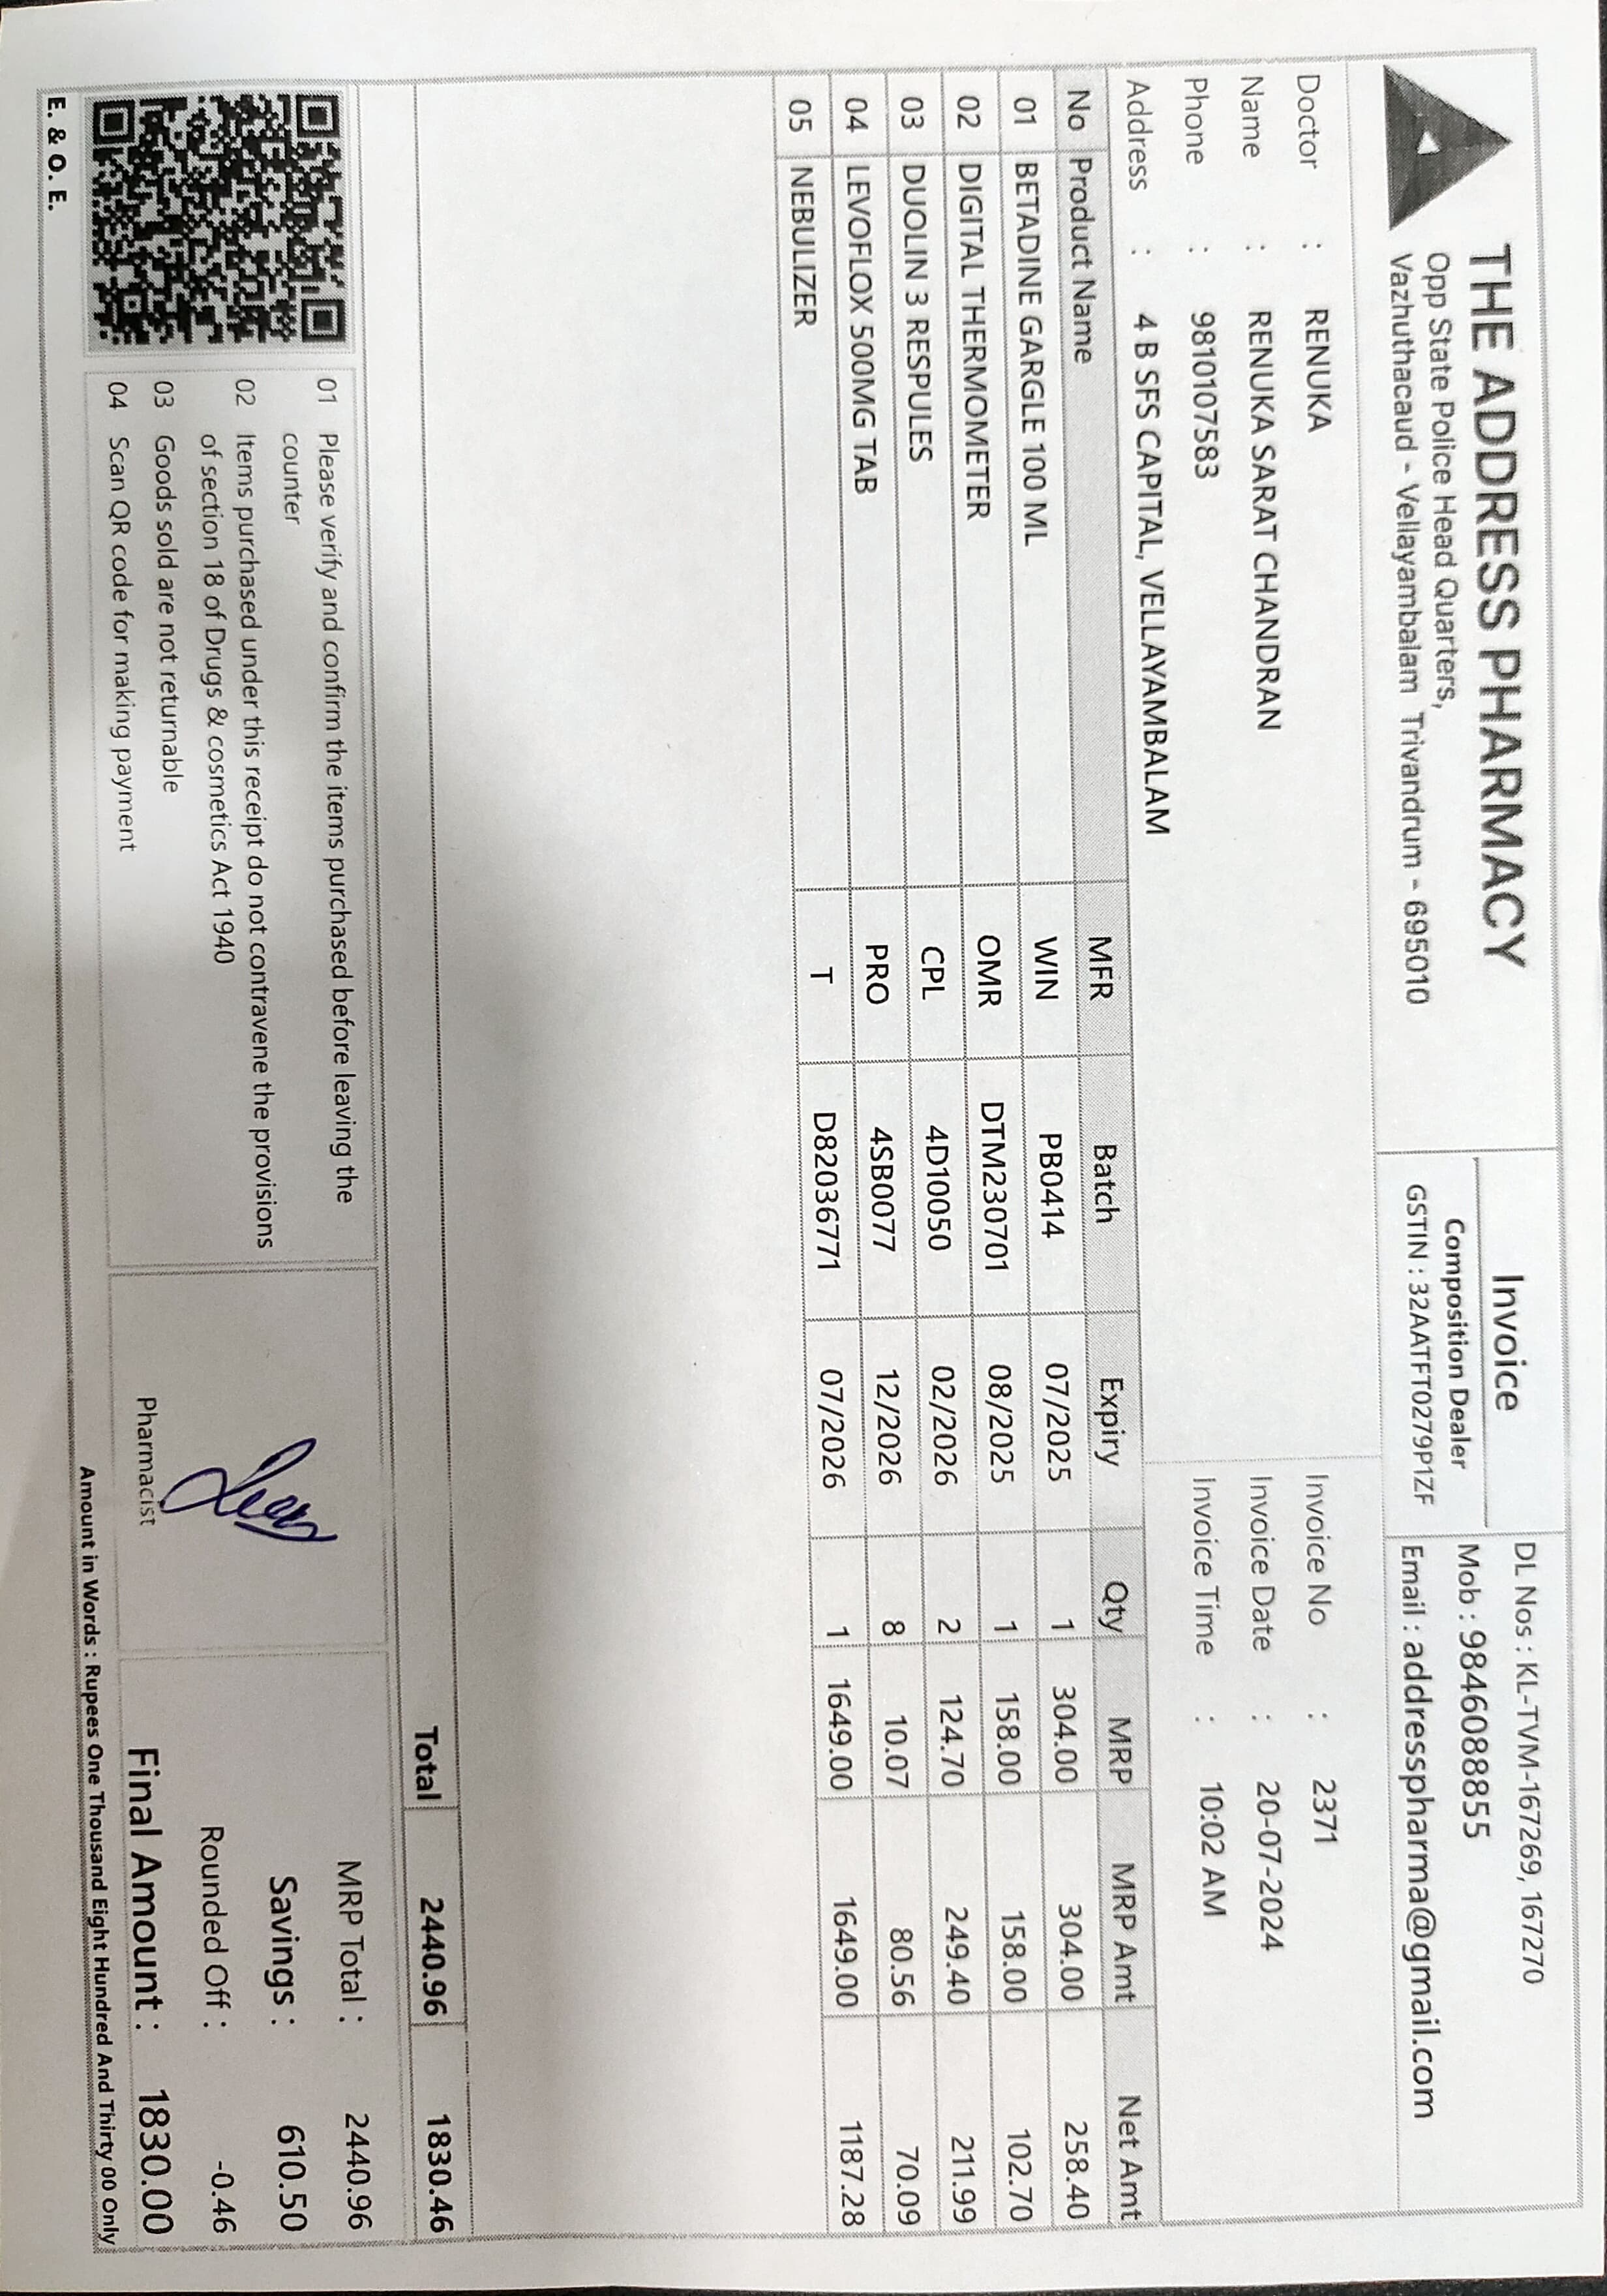 THE ADDRESS PHARMACY
Opp State Police Head Quarters,
Vazhuthacaud - Vellayambalam Trivandrum - 695010
Invoice
Composition Dealer
GSTIN : 32AATFT0279P1ZF
DL Nos : KL-TVM-167269, 167270
Mob : 9846088855
Email : addresspharma@gmail.com
Doctor : RENUKA
Name : RENUKA SARAT CHANDRAN
Phone : 9810107583
Address : 4 B SFS CAPITAL, VELLAYAMBALAM
Invoice No : 2371
Invoice Date : 20-07-2024
Invoice Time : 10:02 AM
No Product Name MFR Batch Expiry Qty MRP MRP Amt Net Amt
01 BETADINE GARGLE 100 ML WIN PB0414 07/2025 1 304.00 304.00 258.40
02 DIGITAL THERMOMETER OMR DTM230701 08/2025 1 158.00 158.00 102.70
03 DUOLIN 3 RESPULES CPL 4D10050 02/2026 2 124.70 249.40 211.99
04 LEVOFLOX 500MG TAB PRO 4SB0077 12/2026 8 10.07 80.56 70.09
05 NEBULIZER T D82036771 07/2026 1 1649.00 1649.00 1187.28
Total 2440.96 1830.46
01 Please verify and confirm the items purchased before leaving the
counter
02 Items purchased under this receipt do not contravene the provisions
of section 18 of Drugs & cosmetics Act 1940
03 Goods sold are not returnable
04 Scan QR code for making payment
E. & O. E.
Pharmacist
MRP Total : 2440.96
Savings : 610.50
Rounded Off : -0.46
Final Amount : 1830.00
Amount in Words : Rupees One Thousand Eight Hundred And Thirty 00 Only